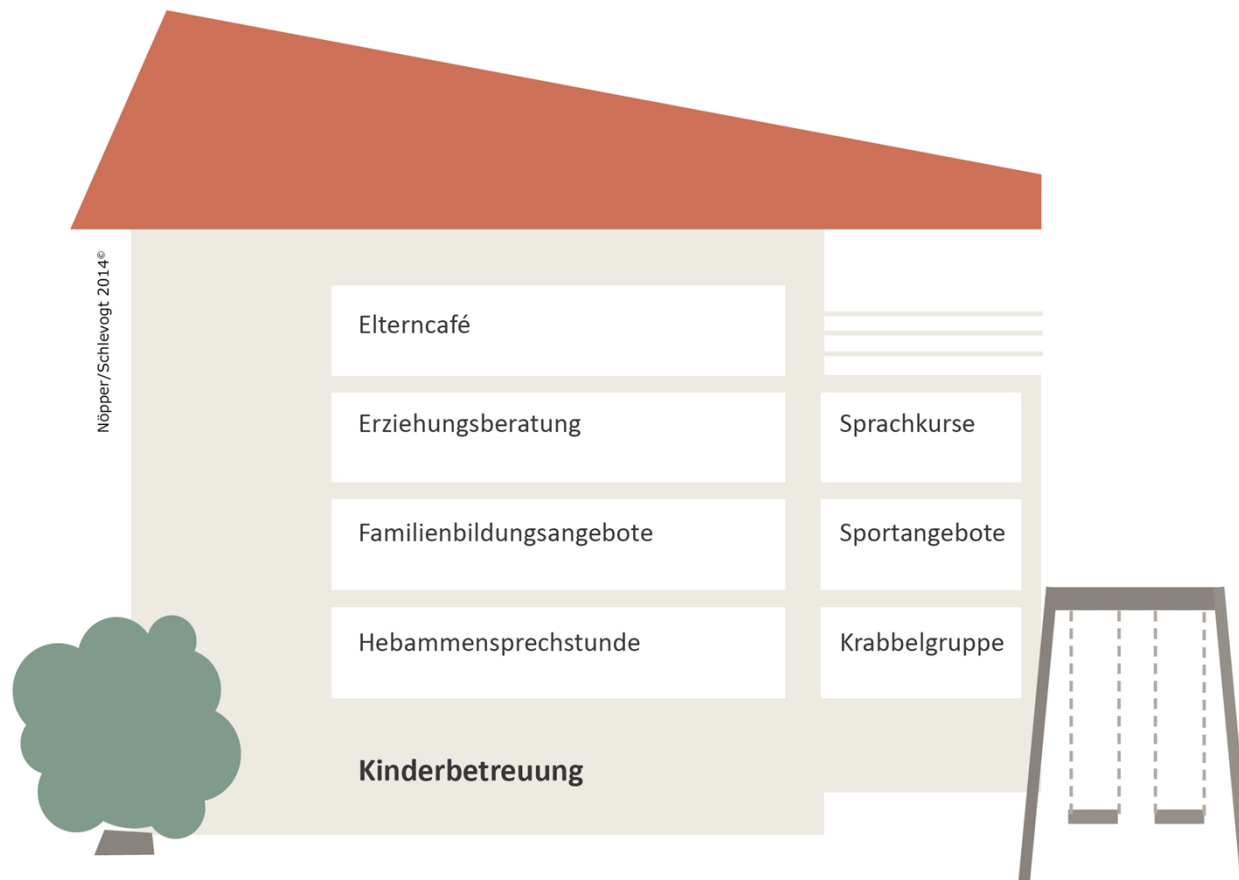 Nöpper/Schlevogt 2014©
Elterncafé
Erziehungsberatung
Sprachkurse
Familienbildungsangebote
Sportangebote
Hebammensprechstunde
Krabbelgruppe
Kinderbetreuung